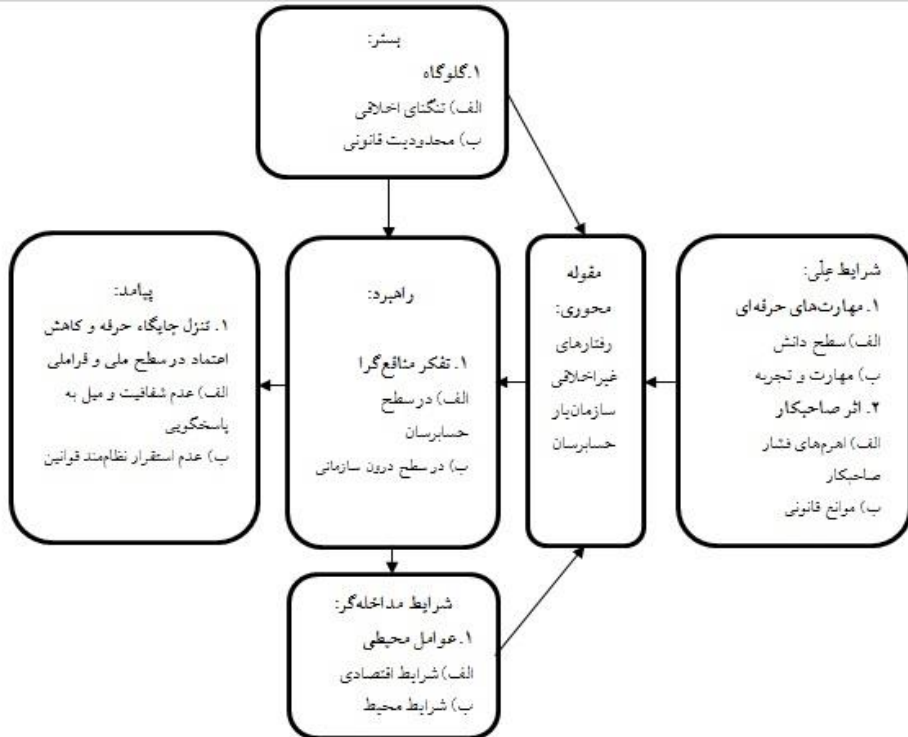 بستر:
۱.گلوگاه
الف) تنگنای اخلاقی
ب) محدودیت قانونی
شرایط علّی:
۱. مهارت‌های حرفه‌ای
الف) سطح دانش
ب) مهارت و تجربه
۲. اثر صاحبکار
الف) اهرم‌های فشار
صاحبکار
ب) موانع قانونی
مقوله
محوری:
رفتارهای
غیراخلاقی
سازمان‌یار
حسابرسان
راهبرد:
۱. تفکر منافع‌گرا
الف) در سطح
حسابرسان
ب) در سطح درون سازمانی
پیامد:
۱. تنزل جایگاه حرفه و کاهش
اعتماد در سطح ملی و فراملی
الف) عدم شفافیت و میل به
پاسخگویی
ب) عدم استقرار نظام‌مند قوانین
شرایط مداخله‌گر:
۱. عوامل محیطی
الف) شرایط اقتصادی
ب) شرایط محیط